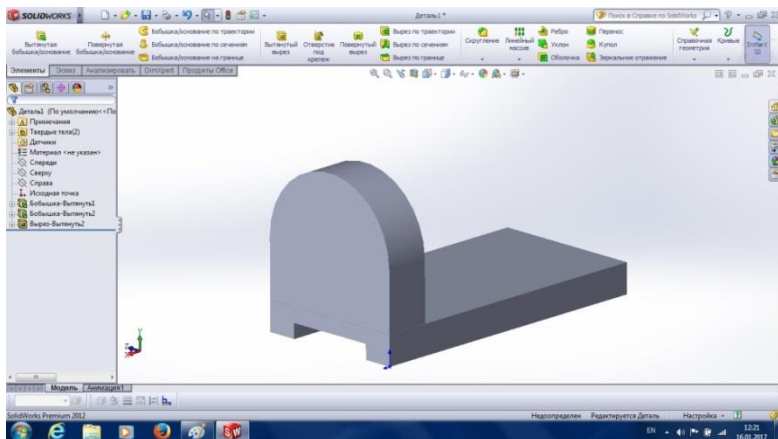 SOLIDWORKS
Деталь1 *
Поиск в Справке по SolidWorks
Вытянутая бобышка/основание
Повернутая бобышка/основание
Бобышка/основание по траектории
Бобышка/основание по сечениям
Бобышка/основание на границе
Вытянутый вырез
Отверстие под крепеж
Повернутый вырез
Вырез по траектории
Вырез по сечениям
Вырез по границе
Скругление
Линейный массив
Ребро
Уклон
Оболочка
Перенос
Купол
Зеркальное отражение
Справочная геометрия
Кривые
Instant 3D
Элементы
Эскиз
Анализировать
DimXpert
Продукты Office
Деталь1 (По умолчанию<<По
Примечания
Твердые тела(2)
Датчики
Материал <не указан>
Спереди
Сверху
Справа
Исходная точка
Бобышка-Вытянуть1
Бобышка-Вытянуть2
Вырез-Вытянуть2
Модель
Анимация1
SolidWorks Premium 2012
Недоопределен
Редактируется Деталь
Настройка
EN
12:21
16.01.2017